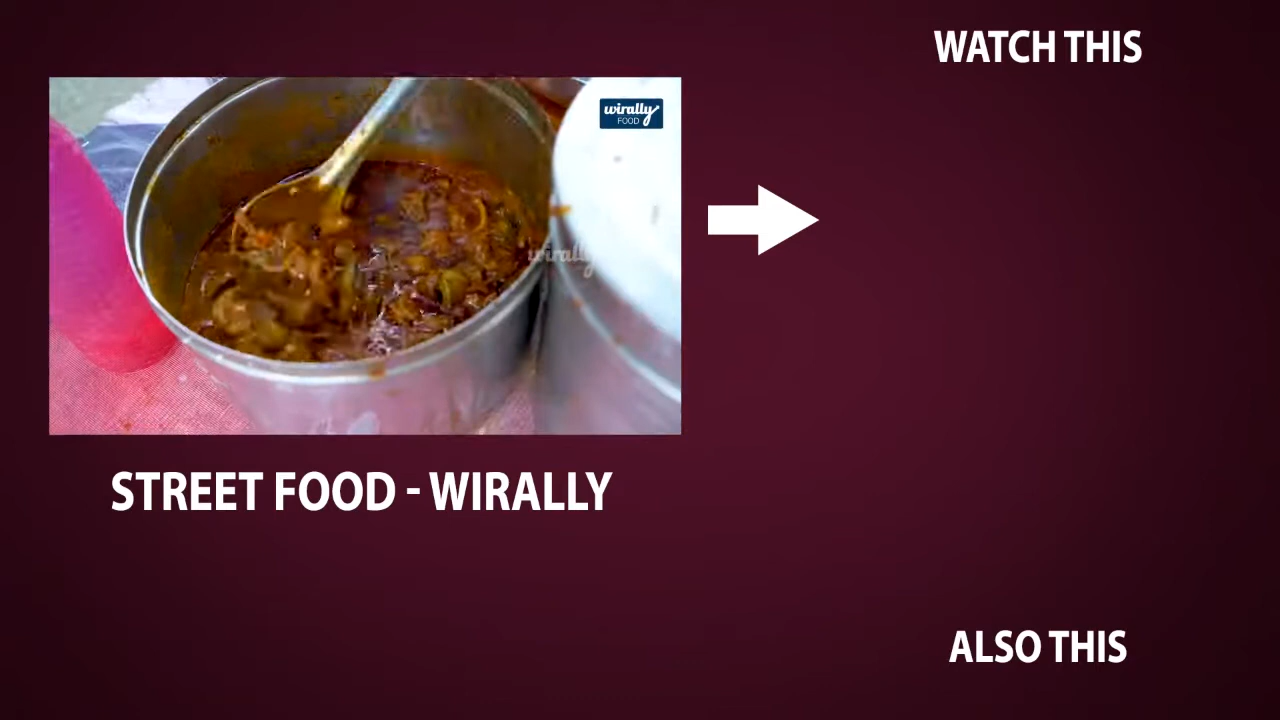 WATCH THIS
wirally
FOOD
wirally
STREET FOOD - WIRALLY
ALSO THIS